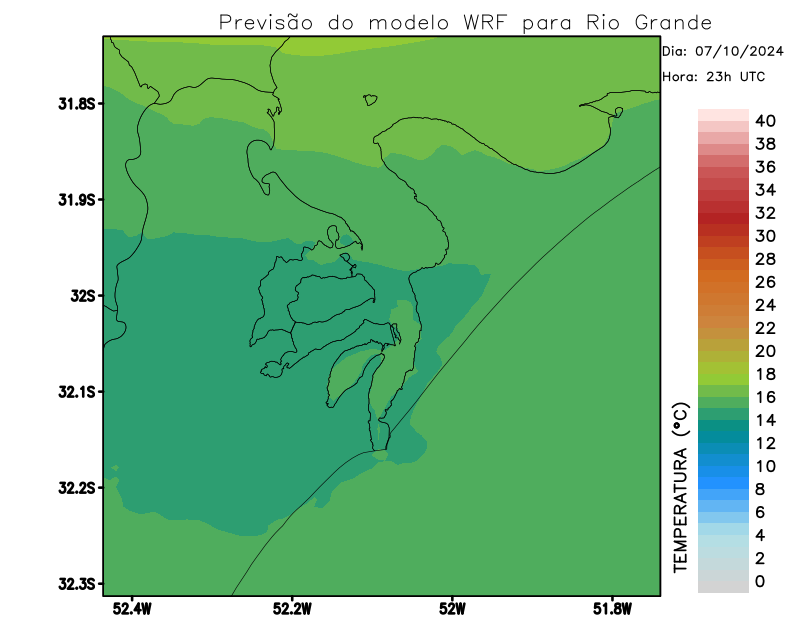 Previsão do modelo WRF para Rio Grande
Dia: 07/10/2024
Hora: 23h UTC
31.8S
31.9S
32S
32.1S
32.2S
32.3S
52.4W
52.2W
52W
51.8W
TEMPERATURA (°C)
40
38
36
34
32
30
28
26
24
22
20
18
16
14
12
10
8
6
4
2
0